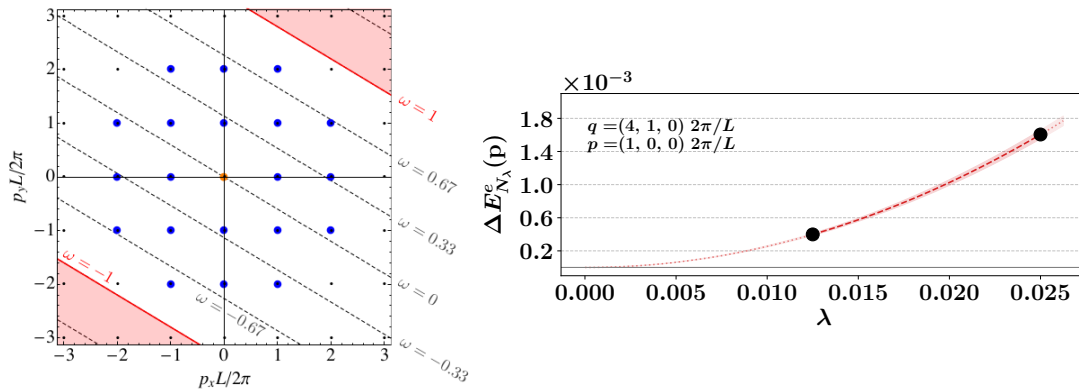 3
2
1
0
−1
−2
−3
−3
−2
−1
0
1
2
3
p_y L/2π
p_x L/2π
ω = 1
ω = 0.67
ω = 0.33
ω = 0
ω = −0.33
ω = −0.67
ω = −1
×10⁻³
q =(4, 1, 0) 2π/L
p =(1, 0, 0) 2π/L
1.8
1.4
1.0
0.6
0.2
ΔE^e_{N_λ}(p)
0.000
0.005
0.010
0.015
0.020
0.025
λ